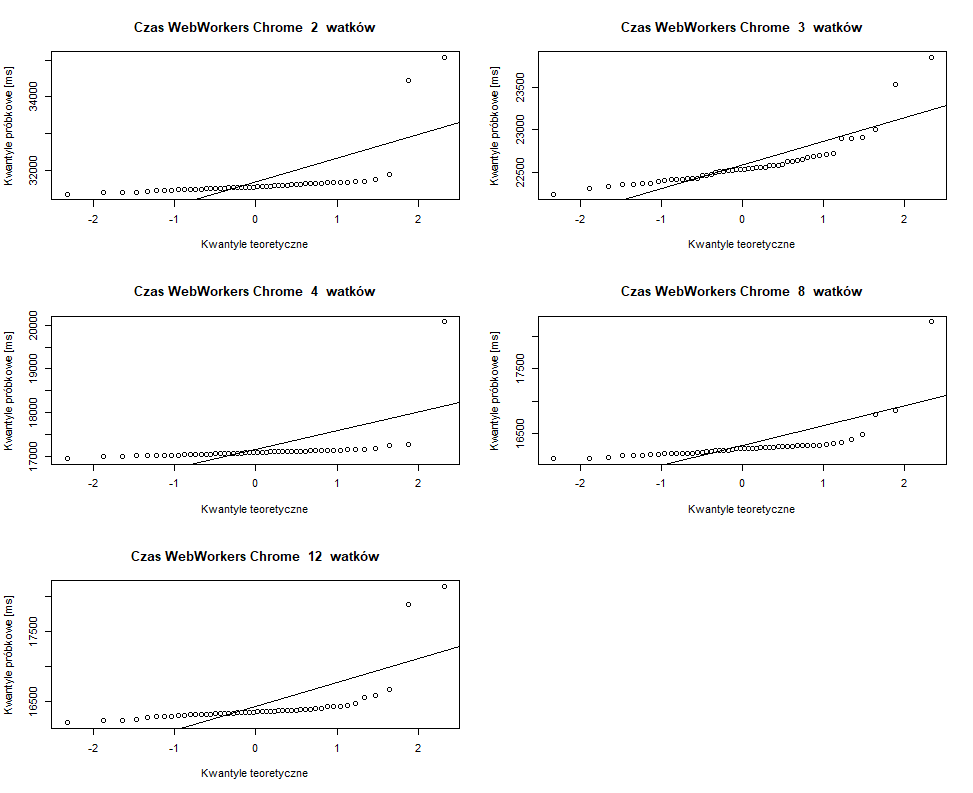 Czas WebWorkers Chrome 2 watków
Kwantyle próbkowe [ms]
34000
32000
-2 -1 0 1 2
Kwantyle teoretyczne
Czas WebWorkers Chrome 3 watków
Kwantyle próbkowe [ms]
23500
23000
22500
-2 -1 0 1 2
Kwantyle teoretyczne
Czas WebWorkers Chrome 4 watków
Kwantyle próbkowe [ms]
20000
19000
18000
17000
-2 -1 0 1 2
Kwantyle teoretyczne
Czas WebWorkers Chrome 8 watków
Kwantyle próbkowe [ms]
17500
16500
-2 -1 0 1 2
Kwantyle teoretyczne
Czas WebWorkers Chrome 12 watków
Kwantyle próbkowe [ms]
17500
16500
-2 -1 0 1 2
Kwantyle teoretyczne